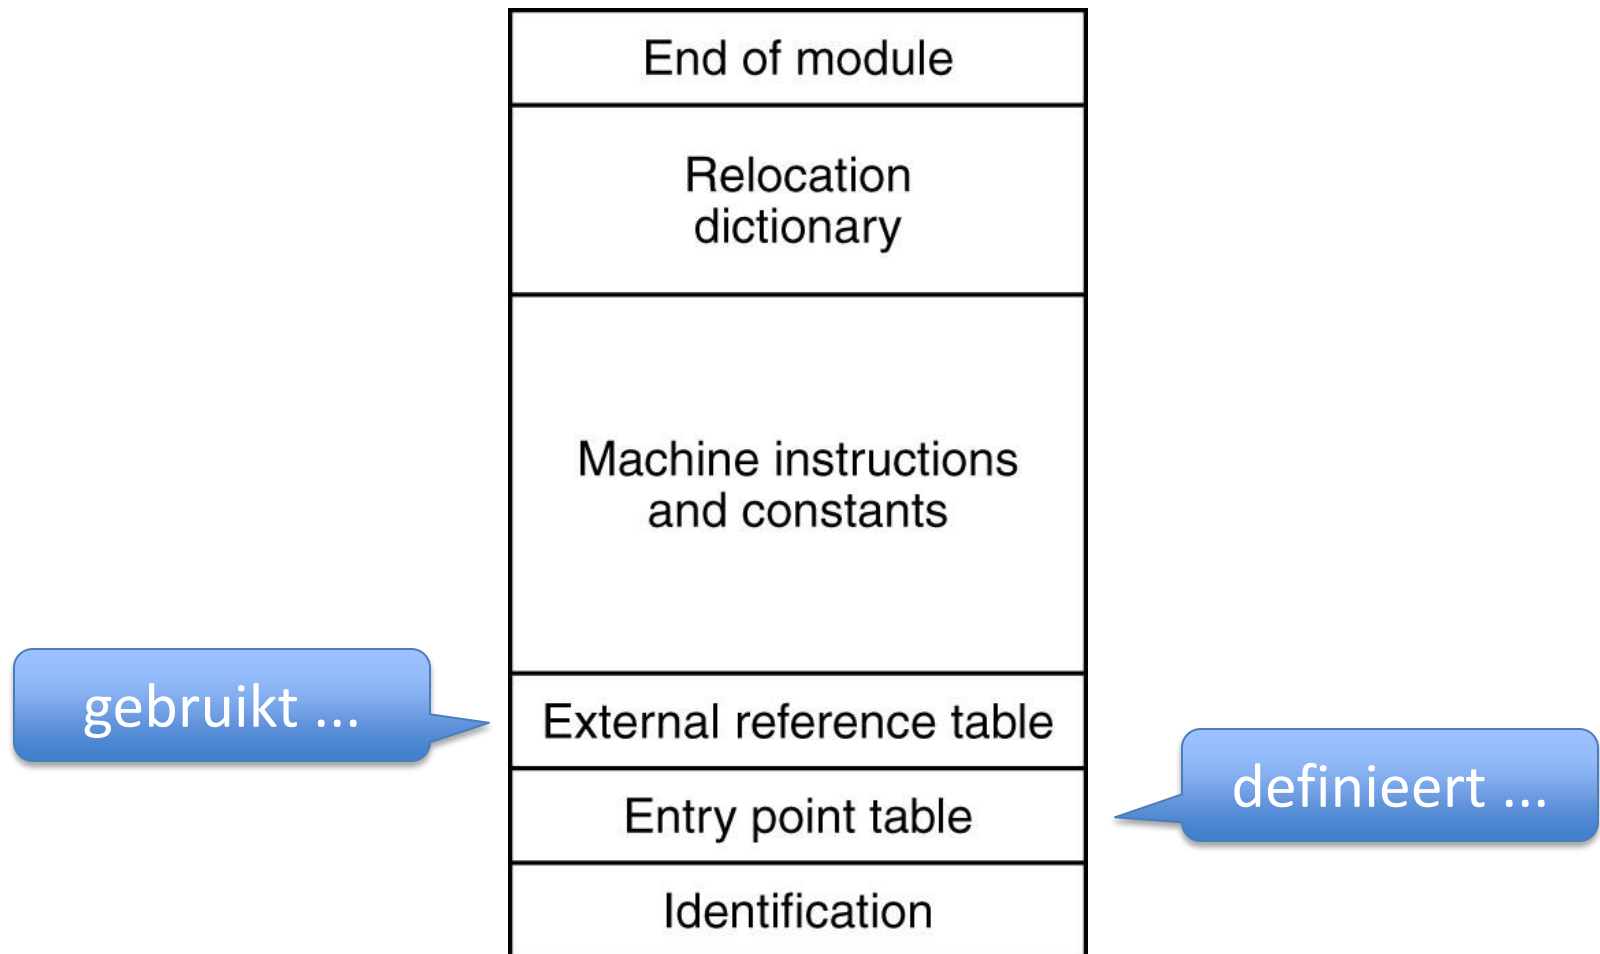 End of module
Relocation
dictionary
Machine instructions
and constants
gebruikt ...
External reference table
definieert ...
Entry point table
Identification